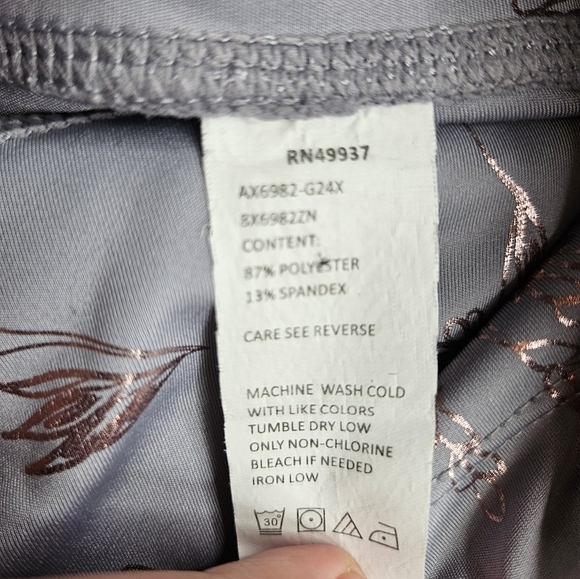 RN49937
AX6982-G24X
8X6982ZN
CONTENT:
87% POLYESTER
13% SPANDEX
CARE SEE REVERSE
MACHINE WASH COLD
WITH LIKE COLORS
TUMBLE DRY LOW
ONLY NON-CHLORINE
BLEACH IF NEEDED
IRON LOW
30°